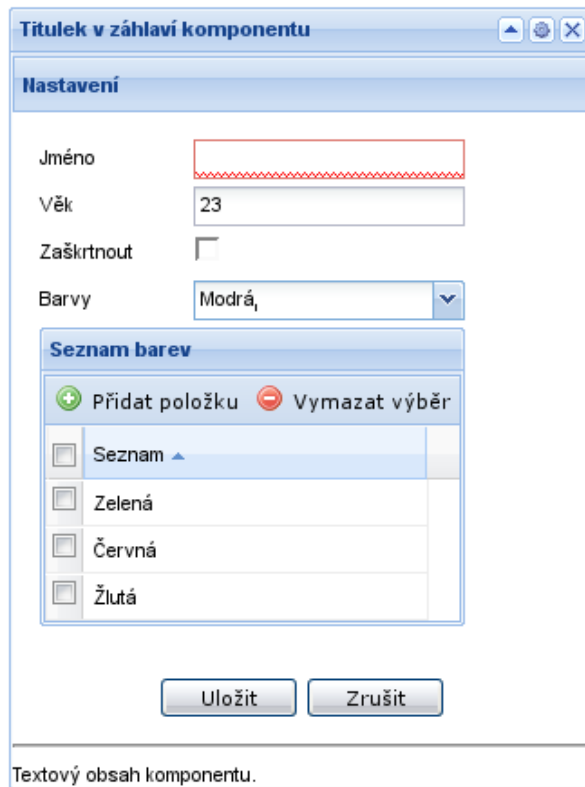 Titulek v záhlaví komponentu
Nastavení
Jméno
Věk 23
Zaškrtnout
Barvy Modrá,
Seznam barev
Přidat položku Vymazat výběr
Seznam
Zelená
Červná
Žlutá
Uložit Zrušit
Textový obsah komponentu.